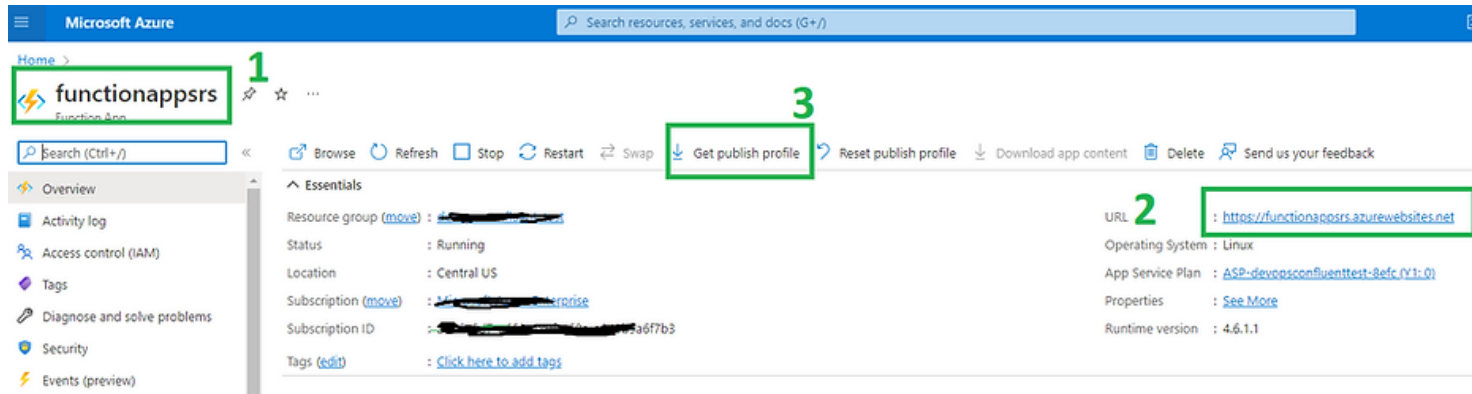 Microsoft Azure
Search resources, services, and docs (G+/)
Home >
1
functionappsrs
Function App
3
Search (Ctrl+/)
Browse Refresh Stop Restart Swap Get publish profile Reset publish profile Download app content Delete Send us your feedback
Overview
Activity log
Access control (IAM)
Tags
Diagnose and solve problems
Security
Events (preview)
Essentials
Resource group (move) :
Status : Running
Location : Central US
Subscription (move) : erprise
Subscription ID : a6f7b3
Tags (edit) : Click here to add tags
URL 2 : https://functionappsrs.azurewebsites.net
Operating System : Linux
App Service Plan : ASP-devopsconfluenttest-8efc (Y1: 0)
Properties : See More
Runtime version : 4.6.1.1